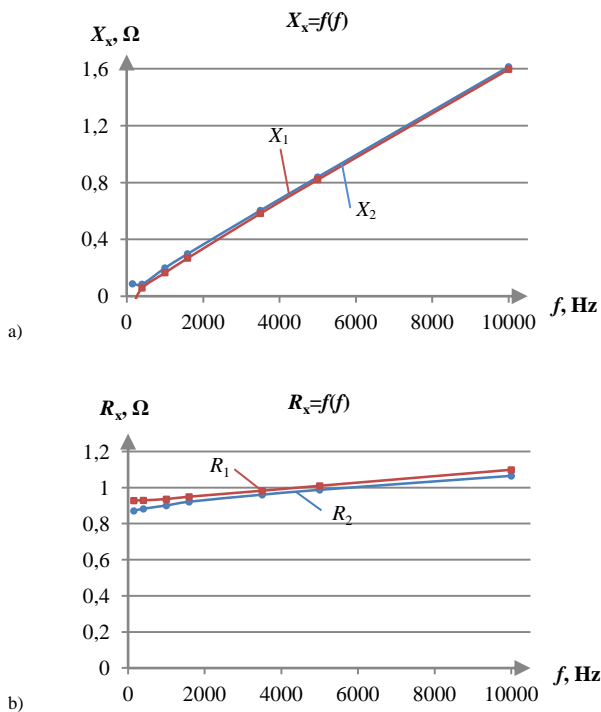 Xx=f(f)
Xx, Ω
1,6
1,2
0,8
0,4
0
X1
X2
0 2000 4000 6000 8000 10000
f, Hz
a)
Rx=f(f)
Rx, Ω
1,2
1
0,8
0,6
0,4
0,2
0
R1
R2
0 2000 4000 6000 8000 10000
f, Hz
b)